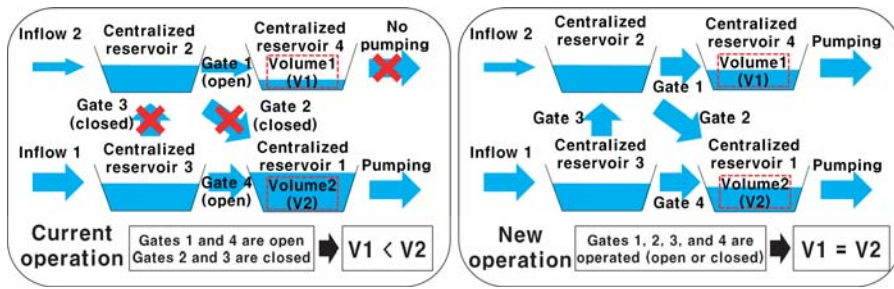 Centralized
reservoir 2
Centralized
reservoir 4
No
pumping
Inflow 2
Gate 1
(open)
Volume1
(V1)
Gate 3
(closed)
Gate 2
(closed)
Inflow 1
Centralized
reservoir 3
Centralized
reservoir 1
Pumping
Gate 4
(open)
Volume2
(V2)
Current
operation
Gates 1 and 4 are open
Gates 2 and 3 are closed
V1 < V2
Centralized
reservoir 2
Centralized
reservoir 4
Inflow 2
Pumping
Volume1
(V1)
Gate 1
Gate 3
Gate 2
Inflow 1
Centralized
reservoir 3
Centralized
reservoir 1
Pumping
Volume2
(V2)
Gate 4
New
operation
Gates 1, 2, 3, and 4 are
operated (open or closed)
V1 = V2